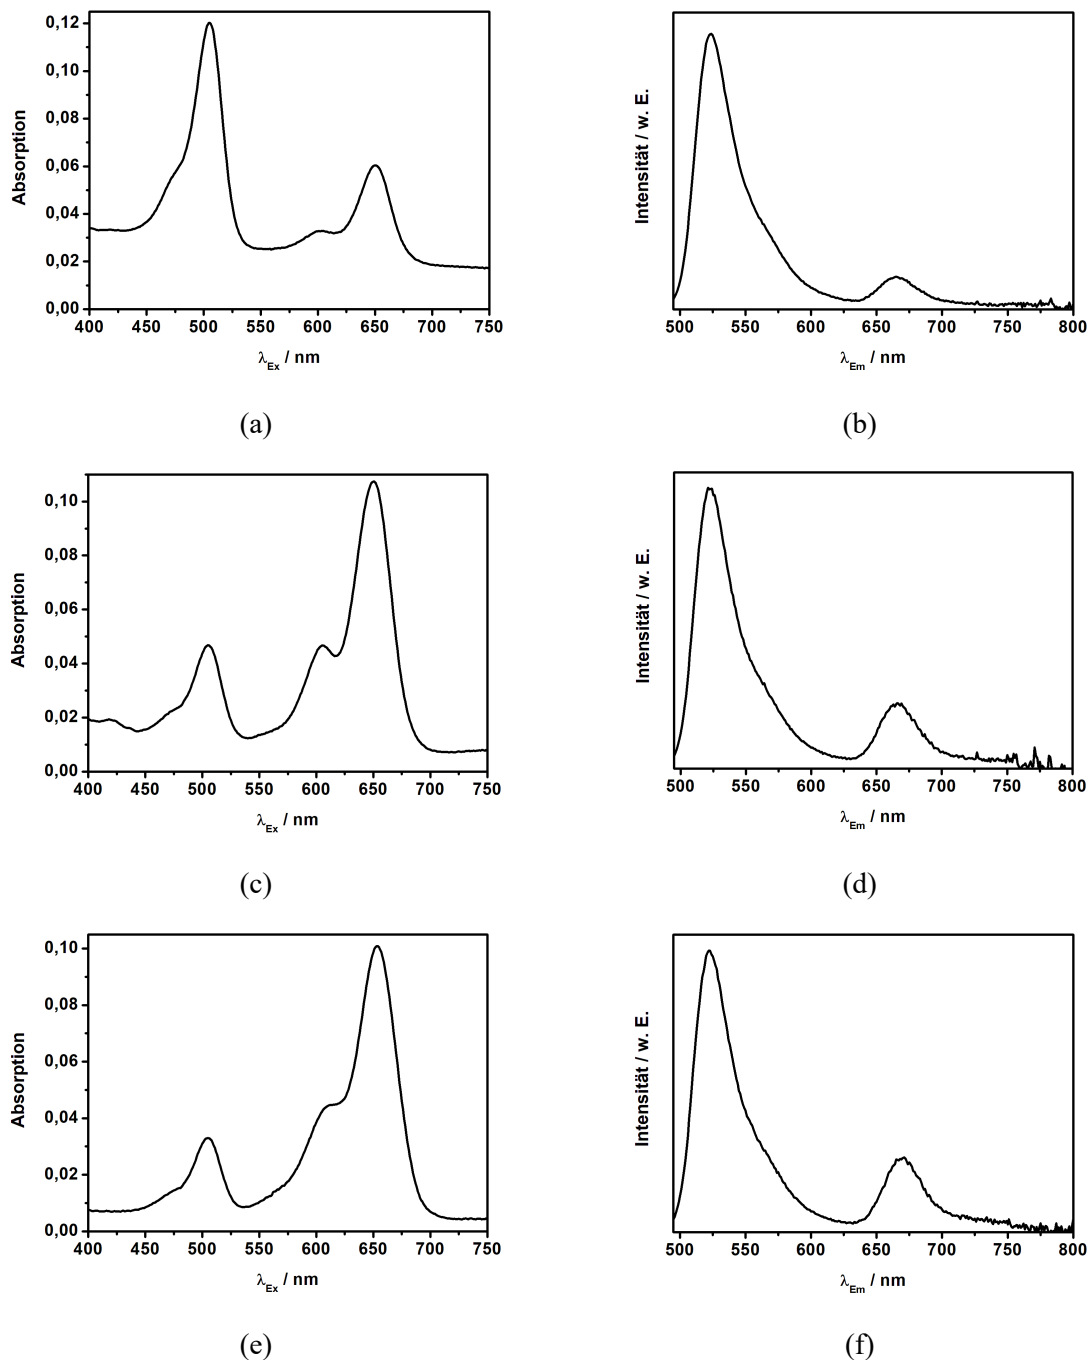 0,12
0,10
0,08
0,06
0,04
0,02
0,00
Absorption
400 450 500 550 600 650 700 750
λEx / nm
(a)
Intensität / w. E.
500 550 600 650 700 750 800
λEm / nm
(b)
0,10
0,08
0,06
0,04
0,02
0,00
Absorption
400 450 500 550 600 650 700 750
λEx / nm
(c)
Intensität / w. E.
500 550 600 650 700 750 800
λEm / nm
(d)
0,10
0,08
0,06
0,04
0,02
0,00
Absorption
400 450 500 550 600 650 700 750
λEx / nm
(e)
Intensität / w. E.
500 550 600 650 700 750 800
λEm / nm
(f)